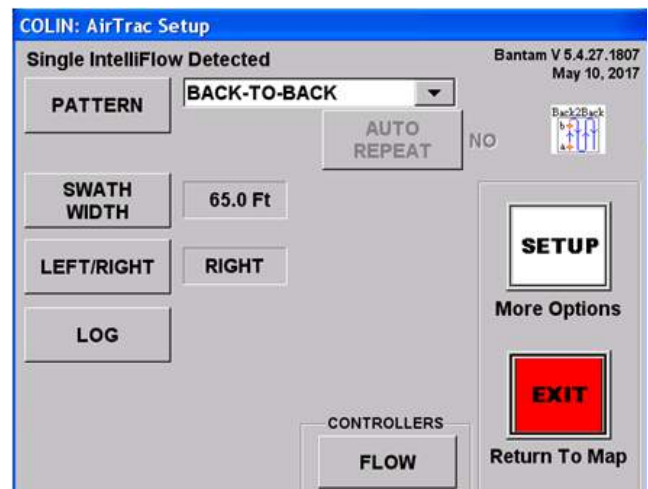 COLIN: AirTrac Setup
Single IntelliFlow Detected
Bantam V 5.4.27.1807
May 10, 2017
PATTERN
BACK-TO-BACK
AUTO
REPEAT
NO
Back2Back
b
a
SWATH
WIDTH
65.0 Ft
LEFT/RIGHT
RIGHT
LOG
SETUP
More Options
EXIT
Return To Map
CONTROLLERS
FLOW